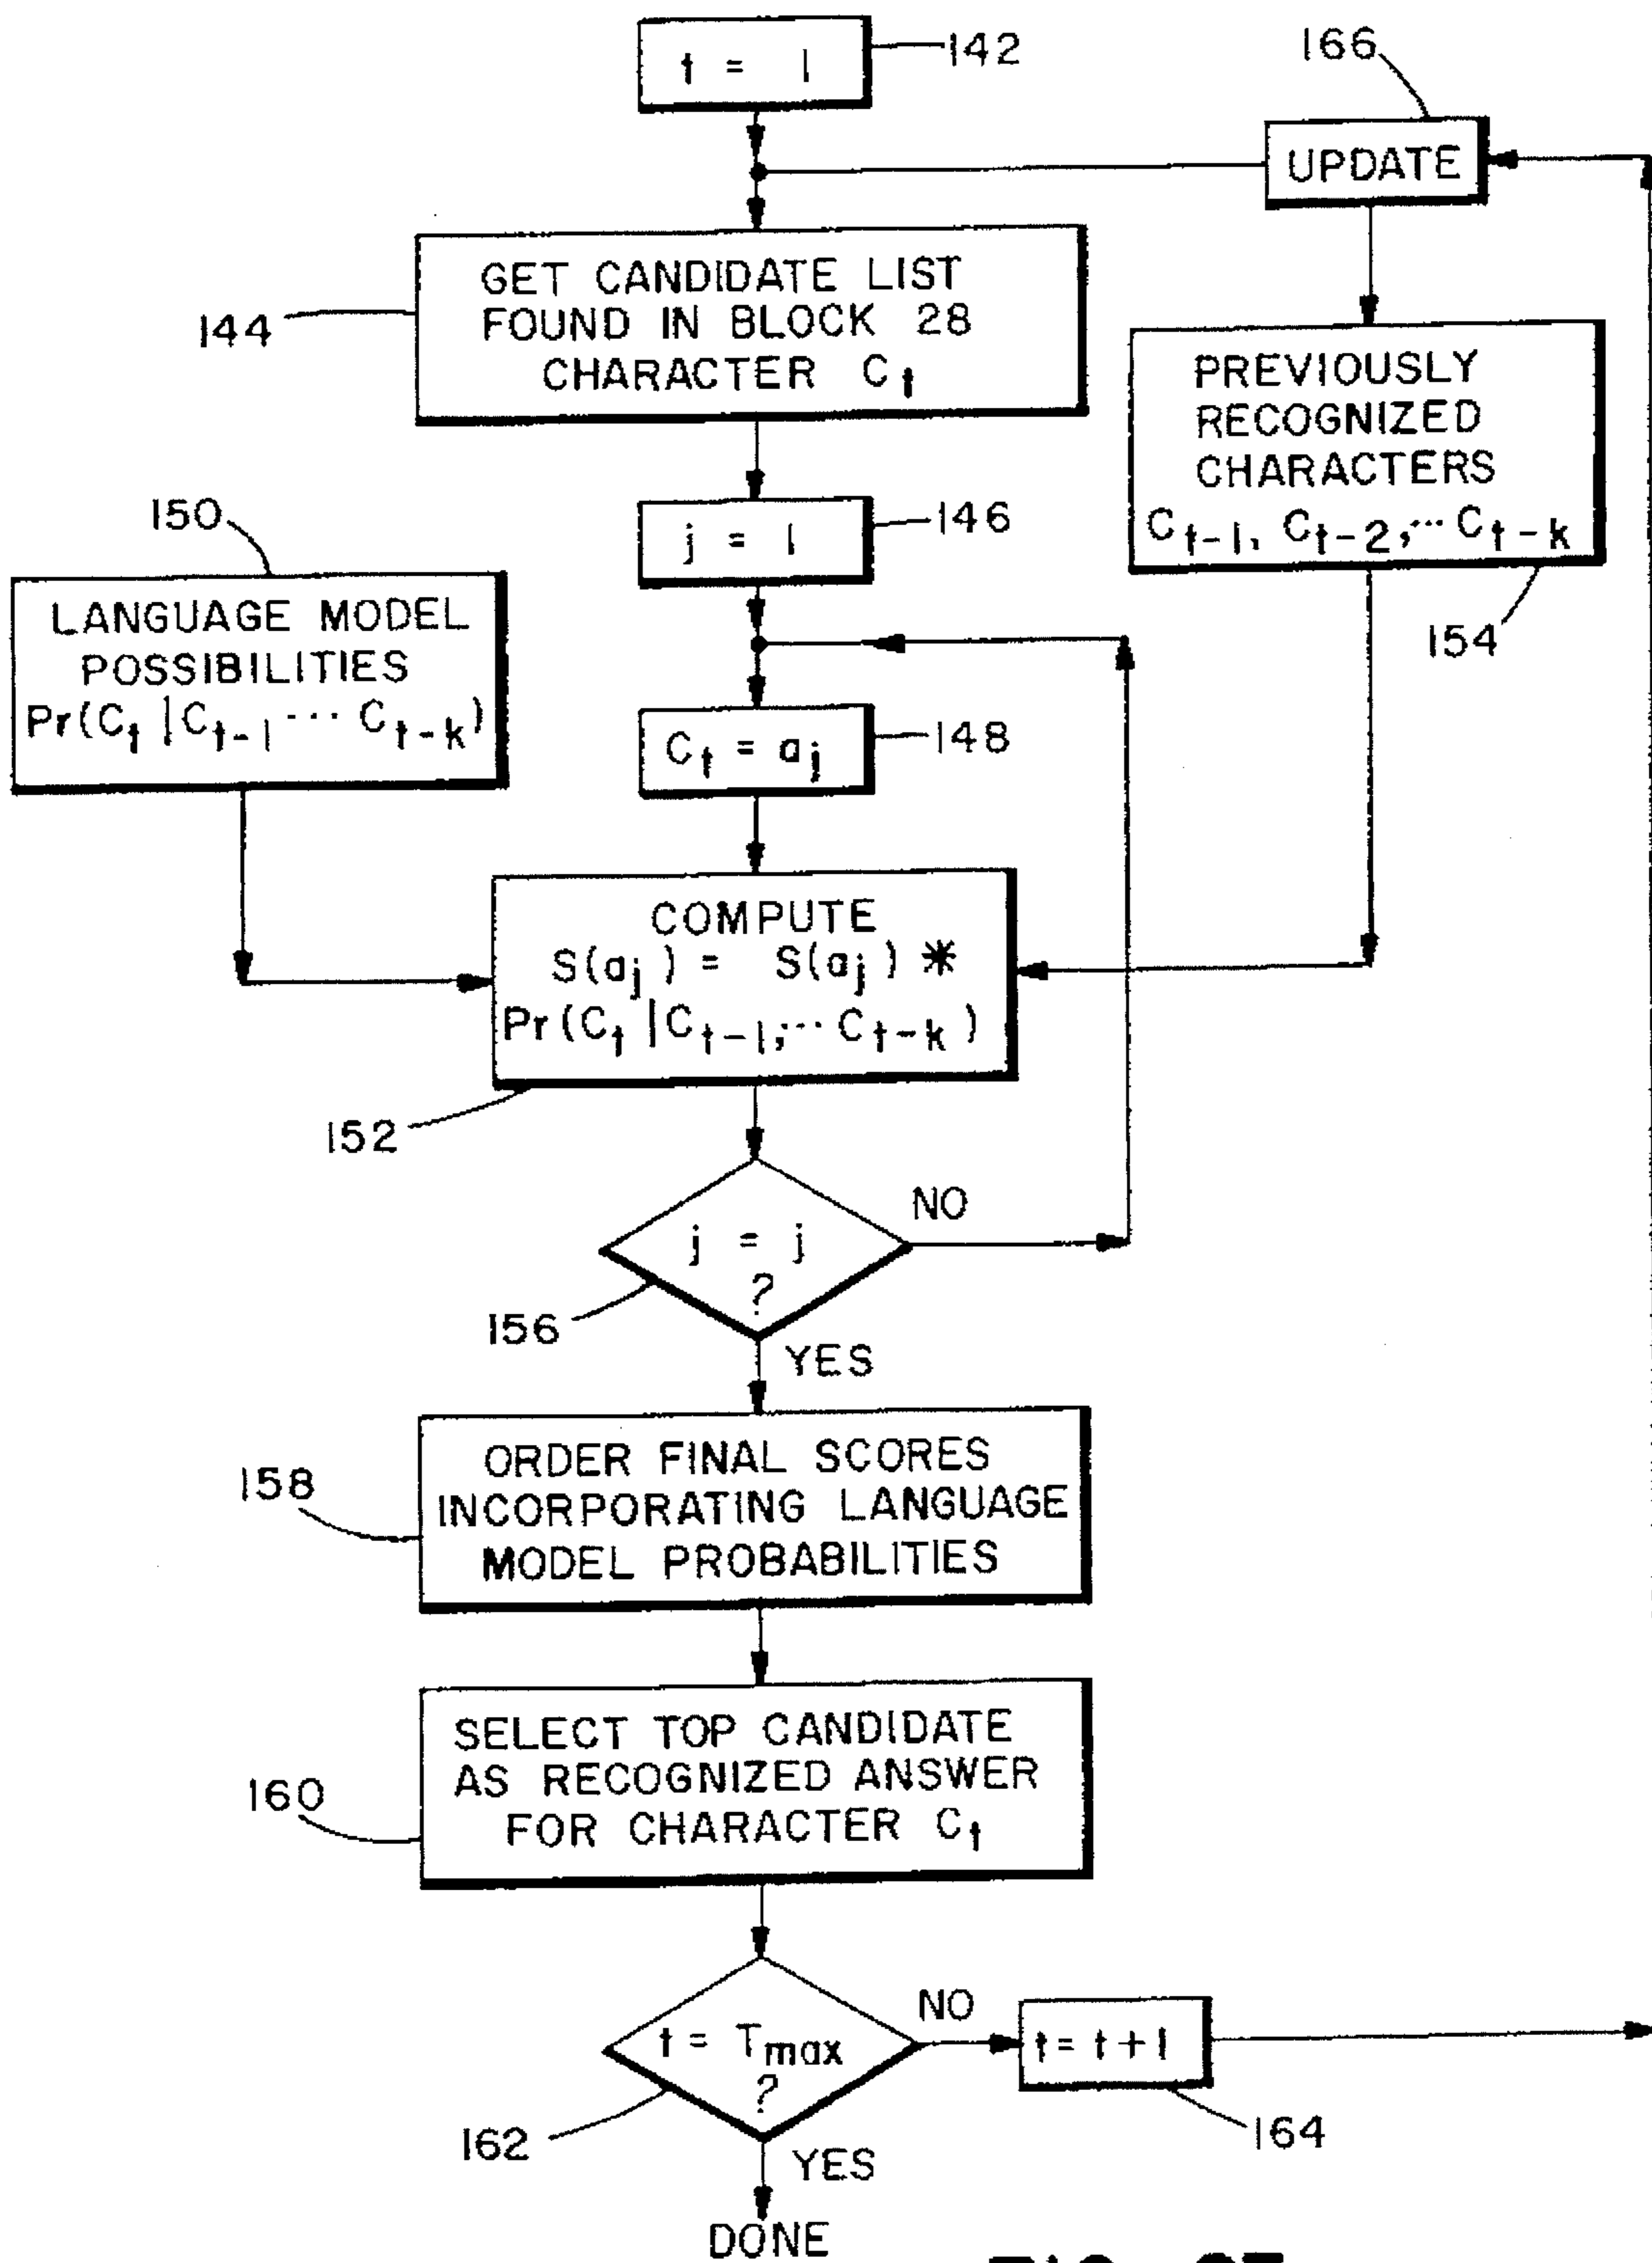 t = 1
142
166
UPDATE
GET CANDIDATE LIST
FOUND IN BLOCK 28
CHARACTER Ct
144
PREVIOUSLY
RECOGNIZED
CHARACTERS
Ct-1, Ct-2,... Ct-k
154
j = 1
146
150
LANGUAGE MODEL
POSSIBILITIES
Pr(Ct|Ct-1 ... Ct-k)
Ct = aj
148
COMPUTE
S(aj) = S(aj) *
Pr(Ct|Ct-1,... Ct-k)
152
j = j
?
NO
156
YES
ORDER FINAL SCORES
INCORPORATING LANGUAGE
MODEL PROBABILITIES
158
SELECT TOP CANDIDATE
AS RECOGNIZED ANSWER
FOR CHARACTER Ct
160
t = Tmax
?
NO
t = t+1
162
164
YES
DONE